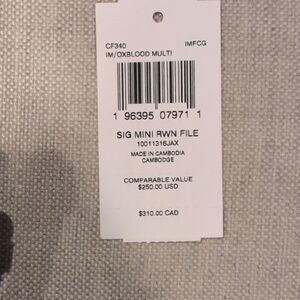 CF340 IMFCG
IM/OXBLOOD MULTI
1 96395 07971 1
SIG MINI RWN FILE
10011316JAX
MADE IN CAMBODIA
CAMBODGE
COMPARABLE VALUE
$250.00 USD
$310.00 CAD